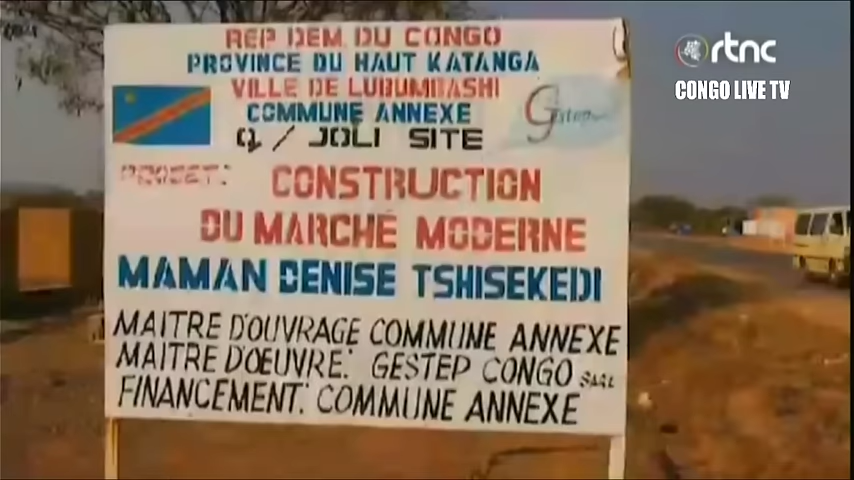 REP DEM. DU CONGO
PROVINCE DU HAUT KATANGA
VILLE DE LUBUMBASHI
COMMUNE ANNEXE
Q / JOLI SITE
Gestep
PROJET:
CONSTRUCTION
DU MARCHÉ MODERNE
MAMAN DENISE TSHISEKEDI
MAITRE D'OUVRAGE COMMUNE ANNEXE
MAITRE D'OEUVRE: GESTEP CONGO SARL
FINANCEMENT: COMMUNE ANNEXE
rtnc
CONGO LIVE TV